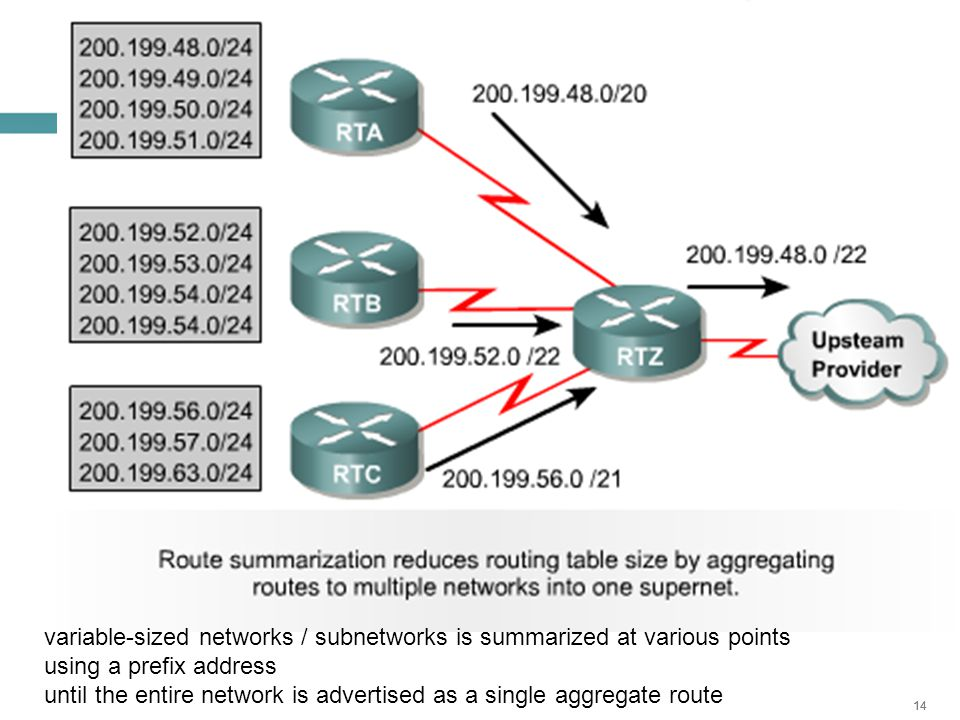 200.199.48.0/24
200.199.49.0/24
200.199.50.0/24
200.199.51.0/24
RTA
200.199.48.0/20
200.199.52.0/24
200.199.53.0/24
200.199.54.0/24
200.199.54.0/24
RTB
200.199.52.0 /22
RTZ
200.199.48.0 /22
Upsteam
Provider
200.199.56.0/24
200.199.57.0/24
200.199.63.0/24
RTC
200.199.56.0 /21
Route summarization reduces routing table size by aggregating
routes to multiple networks into one supernet.
variable-sized networks / subnetworks is summarized at various points
using a prefix address
until the entire network is advertised as a single aggregate route
14